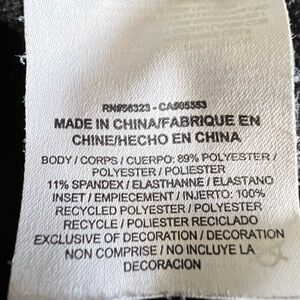 RN#56323 - CA#05553
MADE IN CHINA/FABRIQUE EN
CHINE/HECHO EN CHINA
BODY / CORPS / CUERPO: 89% POLYESTER /
POLYESTER / POLIESTER
11% SPANDEX / ELASTHANNE / ELASTANO
INSET / EMPIECEMENT / INJERTO: 100%
RECYCLED POLYESTER / POLYESTER
RECYCLE / POLIESTER RECICLADO
EXCLUSIVE OF DECORATION / DECORATION
NON COMPRISE / NO INCLUYE LA
DECORACION